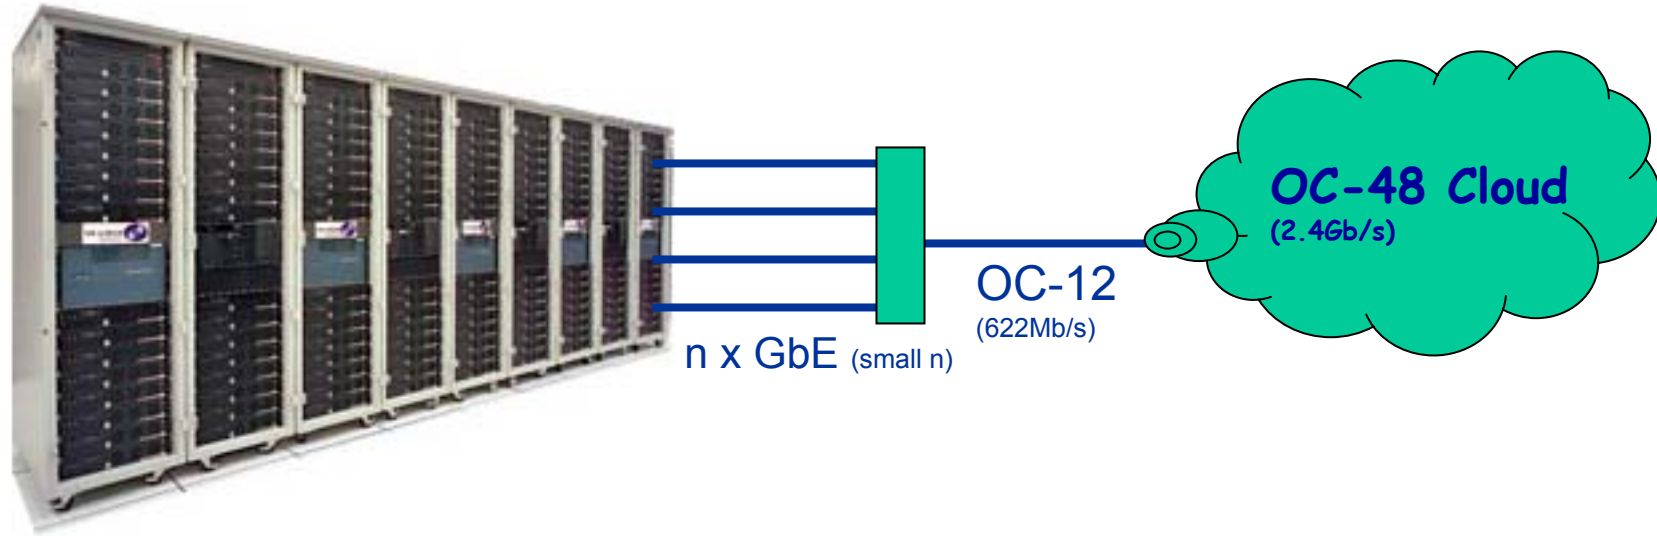 OC-48 Cloud
(2.4Gb/s)
OC-12
(622Mb/s)
n x GbE (small n)